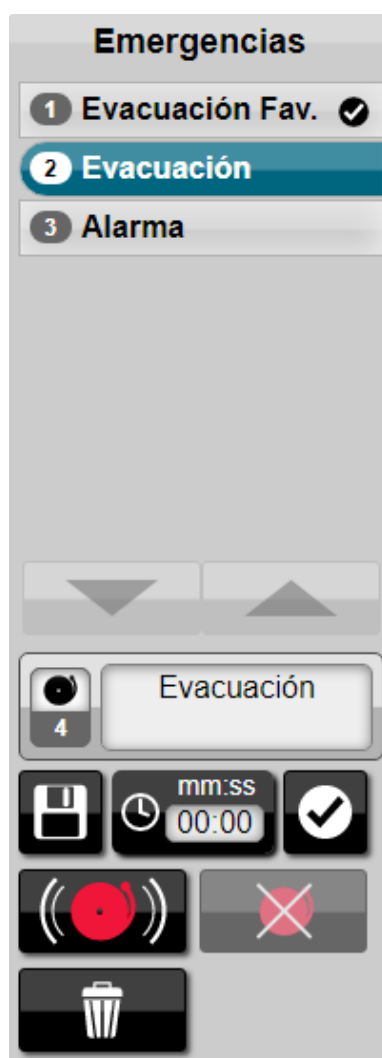 Emergencias
1 Evacuación Fav.
2 Evacuación
3 Alarma
Evacuación
4
mm:ss
00:00